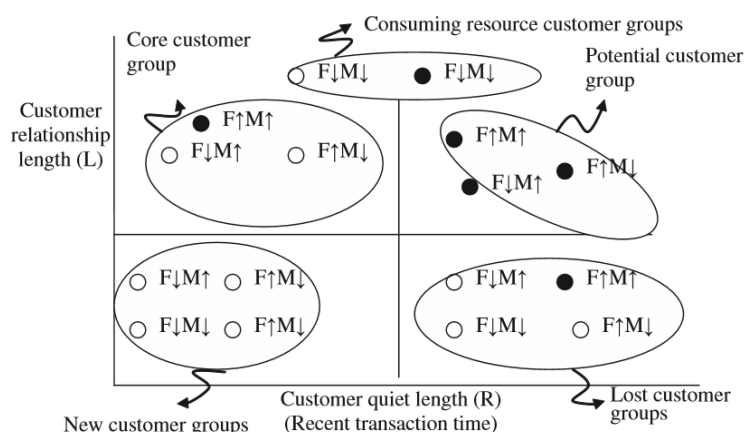 Consuming resource customer groups
Core customer
group
Potential customer
group
F↓M↓ F↓M↓
Customer
relationship
length (L)
F↑M↑
F↓M↑ F↑M↓
F↑M↑
F↑M↓
F↓M↑
F↓M↑ F↑M↓
F↓M↓ F↑M↓
F↓M↑ F↑M↑
F↓M↓ F↑M↓
Customer quiet length (R)
(Recent transaction time)
New customer groups
Lost customer
groups